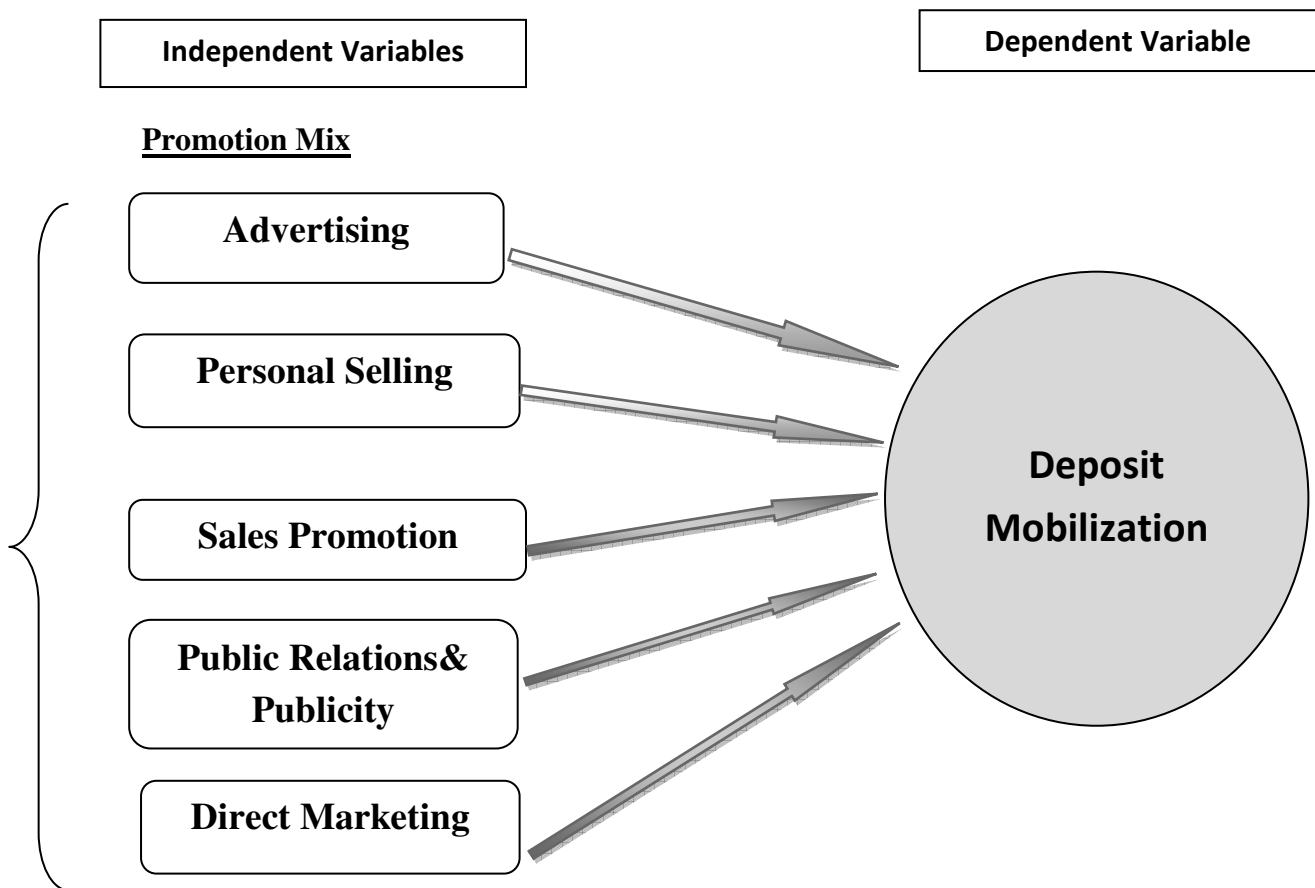 Independent Variables
Dependent Variable
Promotion Mix
Advertising
Personal Selling
Sales Promotion
Public Relations&
Publicity
Direct Marketing
Deposit
Mobilization